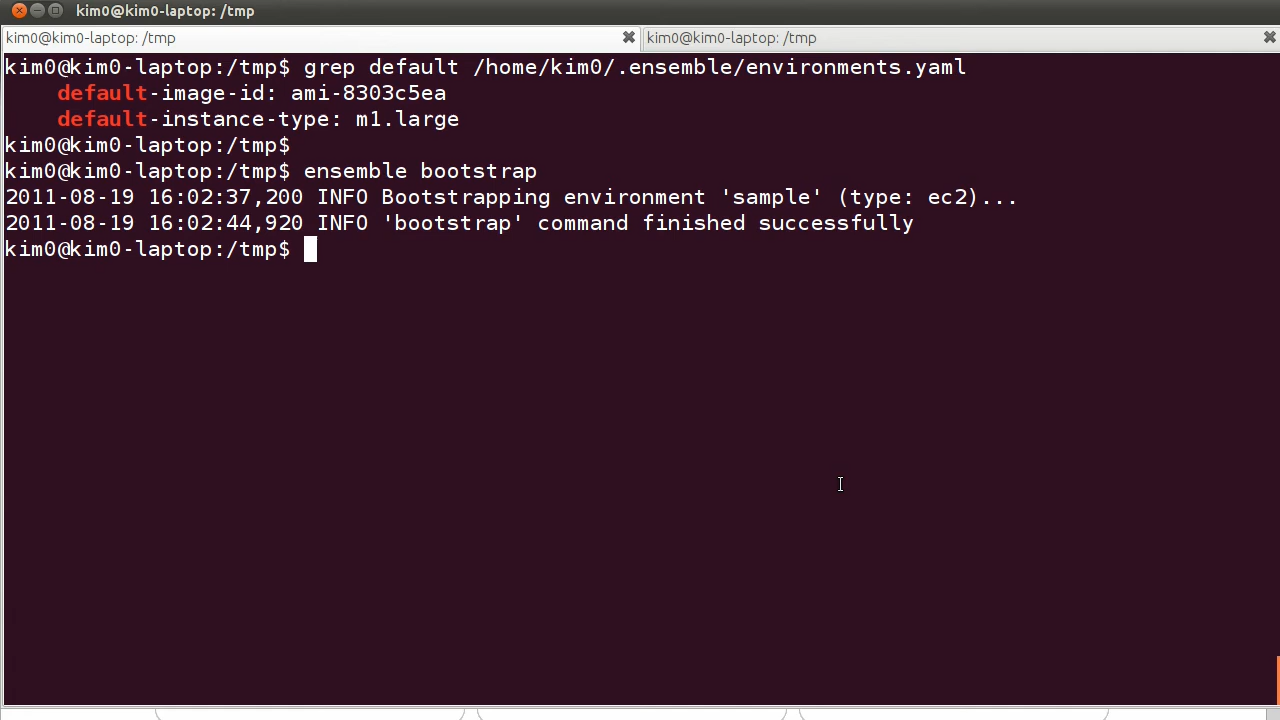 kim0@kim0-laptop: /tmp
kim0@kim0-laptop: /tmp
kim0@kim0-laptop: /tmp
kim0@kim0-laptop:/tmp$ grep default /home/kim0/.ensemble/environments.yaml
    default-image-id: ami-8303c5ea
    default-instance-type: m1.large
kim0@kim0-laptop:/tmp$
kim0@kim0-laptop:/tmp$ ensemble bootstrap
2011-08-19 16:02:37,200 INFO Bootstrapping environment 'sample' (type: ec2)...
2011-08-19 16:02:44,920 INFO 'bootstrap' command finished successfully
kim0@kim0-laptop:/tmp$